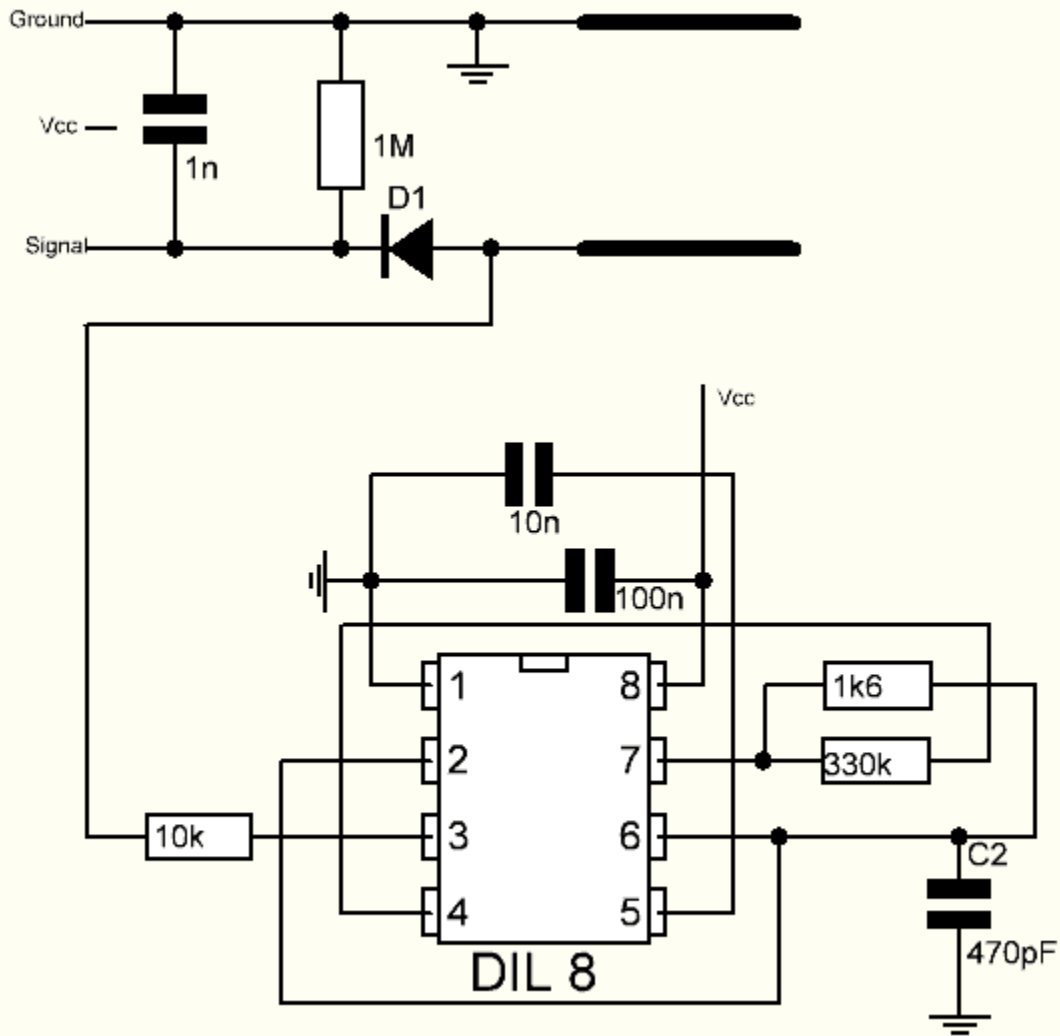 Ground
Vcc
1n
1M
D1
Signal
Vcc
10n
100n
1
8
1k6
2
7
330k
10k
3
6
C2
4
5
470pF
DIL 8